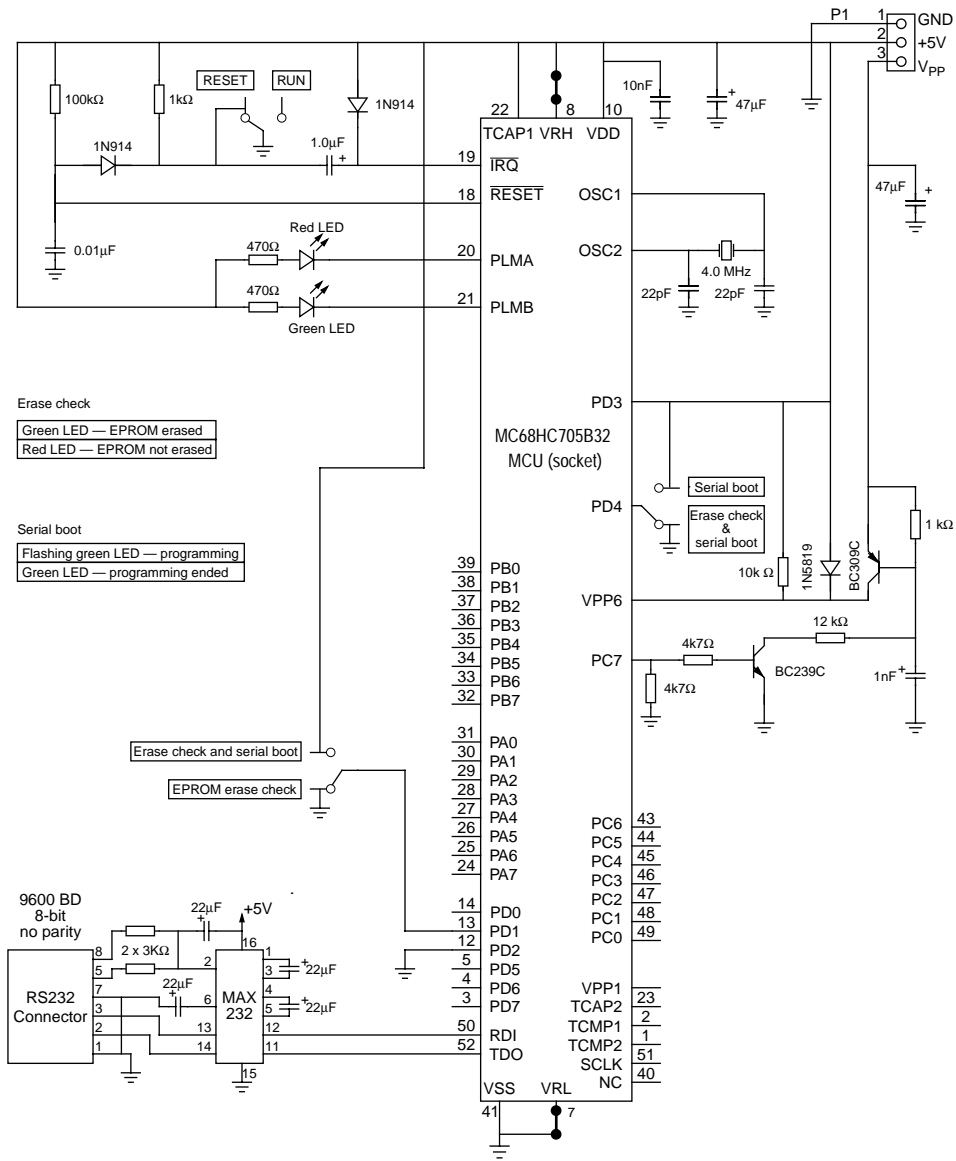 P1
1
GND
2
+5V
3
VPP
100kΩ
1kΩ
RESET
RUN
1N914
10nF
47µF
+
22
8
10
TCAP1
VRH
VDD
1N914
1.0µF
+
19
IRQ
18
RESET
OSC1
47µF
+
0.01µF
Red LED
470Ω
20
PLMA
OSC2
4.0 MHz
22pF
22pF
470Ω
21
PLMB
Green LED
Erase check
Green LED — EPROM erased
Red LED — EPROM not erased
PD3
MC68HC705B32
MCU (socket)
Serial boot
PD4
Erase check
&
serial boot
1 kΩ
Serial boot
Flashing green LED — programming
Green LED — programming ended
10k Ω
1N5819
BC309C
39
PB0
38
PB1
37
PB2
36
PB3
35
PB4
34
PB5
33
PB6
32
PB7
VPP6
12 kΩ
PC7
4k7Ω
4k7Ω
BC239C
1nF
+
31
PA0
30
PA1
29
PA2
28
PA3
27
PA4
26
PA5
25
PA6
24
PA7
Erase check and serial boot
EPROM erase check
PC6
43
PC5
44
PC4
45
PC3
46
PC2
47
PC1
48
PC0
49
14
PD0
13
PD1
12
PD2
5
PD5
4
PD6
3
PD7
9600 BD
8-bit
no parity
22µF
+
+5V
8
5
7
3
2
1
2 x 3KΩ
22µF
+
RS232
Connector
16
2
6
13
14
MAX
232
1
3
4
5
12
11
15
+
22µF
+
22µF
50
RDI
52
TDO
VPP1
TCAP2
23
TCMP1
2
TCMP2
1
SCLK
51
NC
40
VSS
VRL
41
7